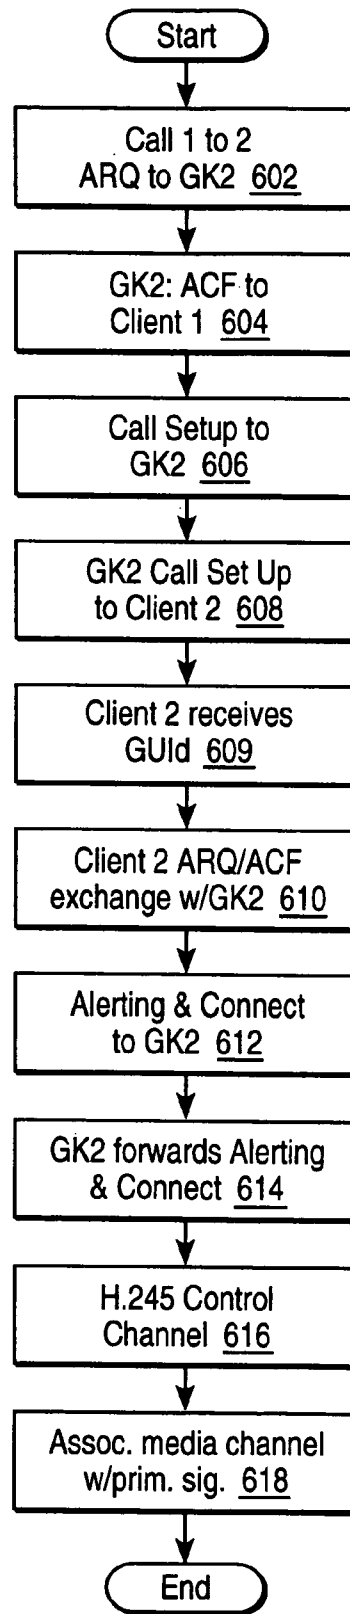 Start
Call 1 to 2
ARQ to GK2 602
GK2: ACF to
Client 1 604
Call Setup to
GK2 606
GK2 Call Set Up
to Client 2 608
Client 2 receives
GUId 609
Client 2 ARQ/ACF
exchange w/GK2 610
Alerting & Connect
to GK2 612
GK2 forwards Alerting
& Connect 614
H.245 Control
Channel 616
Assoc. media channel
w/prim. sig. 618
End